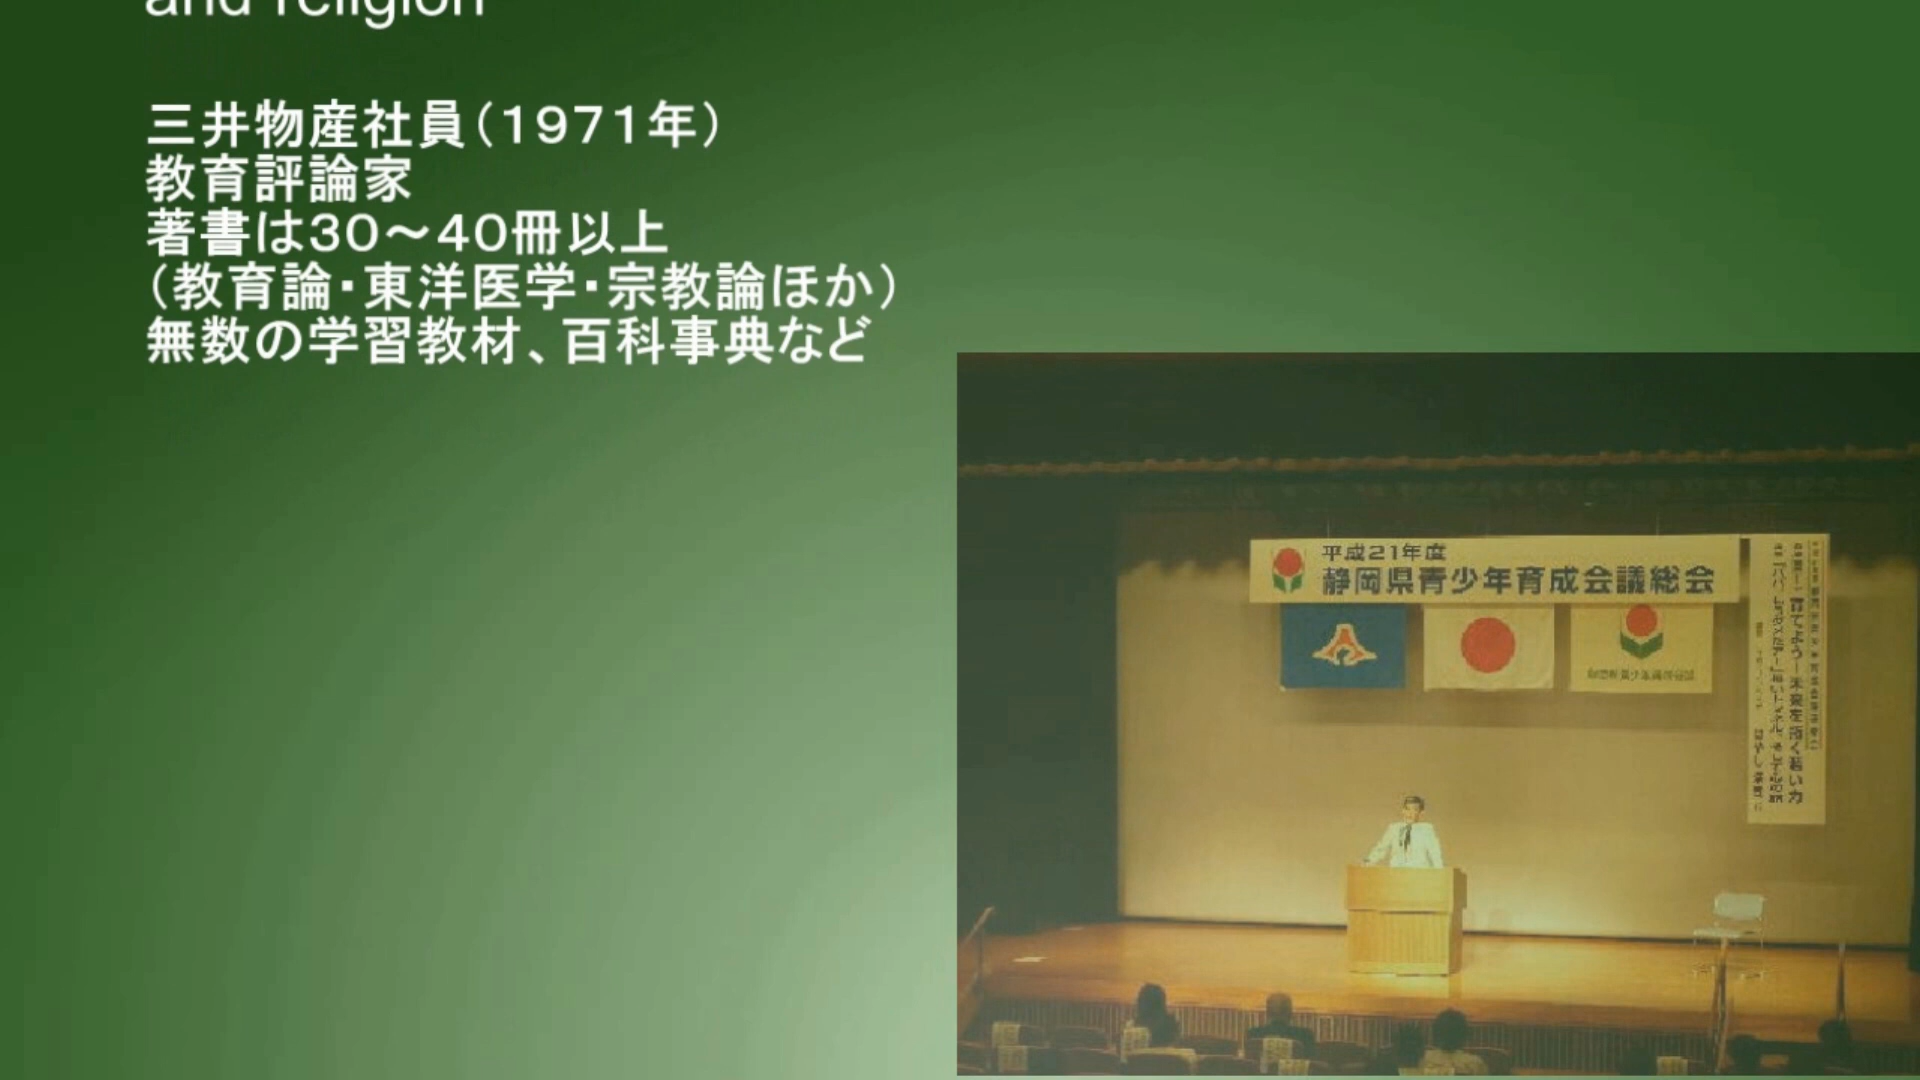 and religion
三井物産社員（１９７１年）
教育評論家
著書は３０～４０冊以上
（教育論・東洋医学・宗教論ほか）
無数の学習教材、百科事典など
平成21年度
静岡県青少年育成会議総会